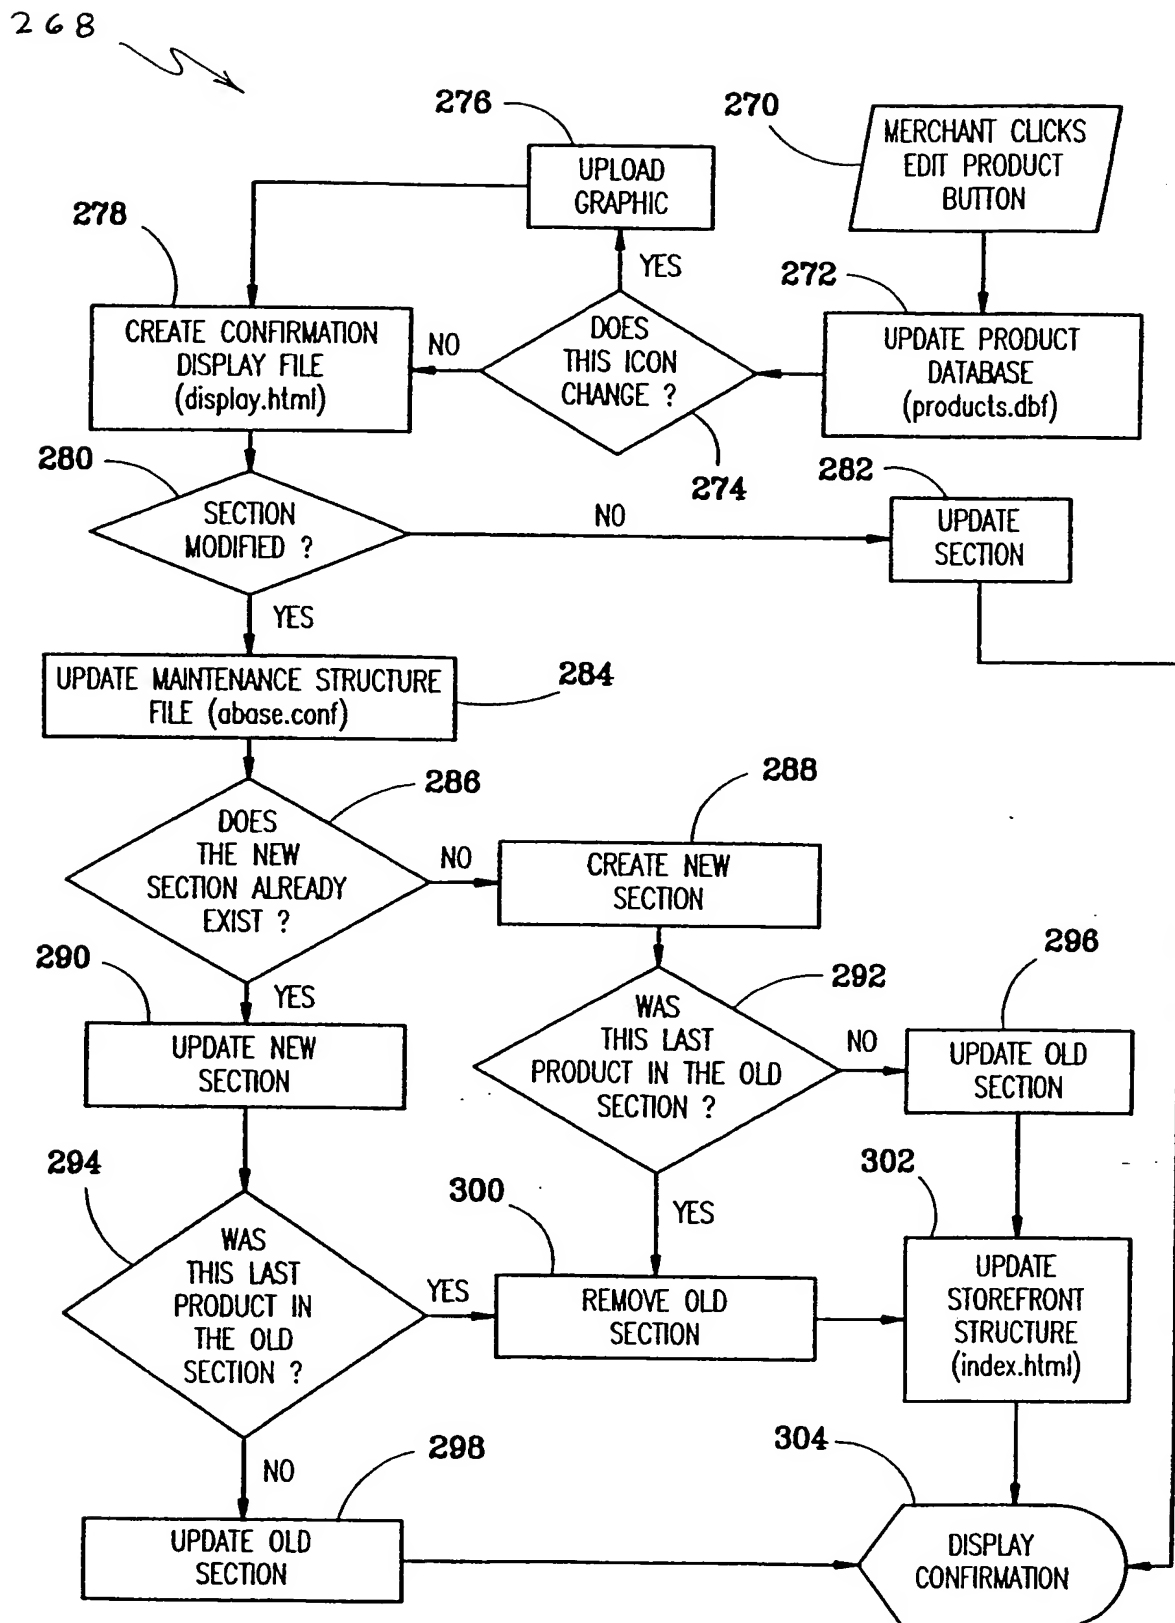 268
276
270
MERCHANT CLICKS
EDIT PRODUCT
BUTTON
UPLOAD
GRAPHIC
278
YES
272
CREATE CONFIRMATION
DISPLAY FILE
(display.html)
NO
DOES
THIS ICON
CHANGE ?
UPDATE PRODUCT
DATABASE
(products.dbf)
280
274
282
SECTION
MODIFIED ?
NO
UPDATE
SECTION
YES
UPDATE MAINTENANCE STRUCTURE
FILE (abase.conf)
284
286
288
DOES
THE NEW
SECTION ALREADY
EXIST ?
NO
CREATE NEW
SECTION
290
YES
292
296
UPDATE NEW
SECTION
WAS
THIS LAST
PRODUCT IN THE OLD
SECTION ?
NO
UPDATE OLD
SECTION
294
300
YES
302
WAS
THIS LAST
PRODUCT IN
THE OLD
SECTION ?
YES
REMOVE OLD
SECTION
UPDATE
STOREFRONT
STRUCTURE
(index.html)
NO
298
304
UPDATE OLD
SECTION
DISPLAY
CONFIRMATION